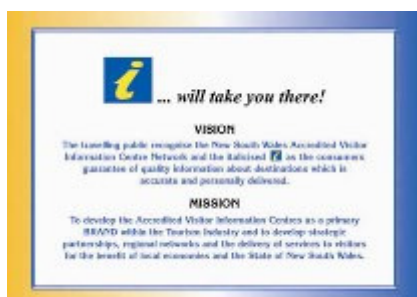 i ... will take you there!
VISION
The travelling public recognise the New South Wales Accredited Visitor
Information Centre Network and the Italicised i as the consumers
guarantee of quality information about destinations which is
accurate and personally delivered.
MISSION
To develop the Accredited Visitor Information Centres as a primary
BRAND within the Tourism Industry and to develop strategic
partnerships, regional networks and the delivery of services to visitors
for the benefit of local economies and the State of New South Wales.